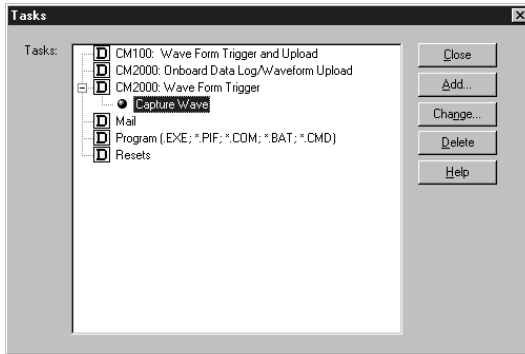 Tasks
Tasks:
D CM100: Wave Form Trigger and Upload
D CM2000: Onboard Data Log/Waveform Upload
D CM2000: Wave Form Trigger
Capture Wave
D Mail
D Program (.EXE; *.PIF; *.COM; *.BAT; *.CMD)
D Resets
Close
Add...
Change...
Delete
Help